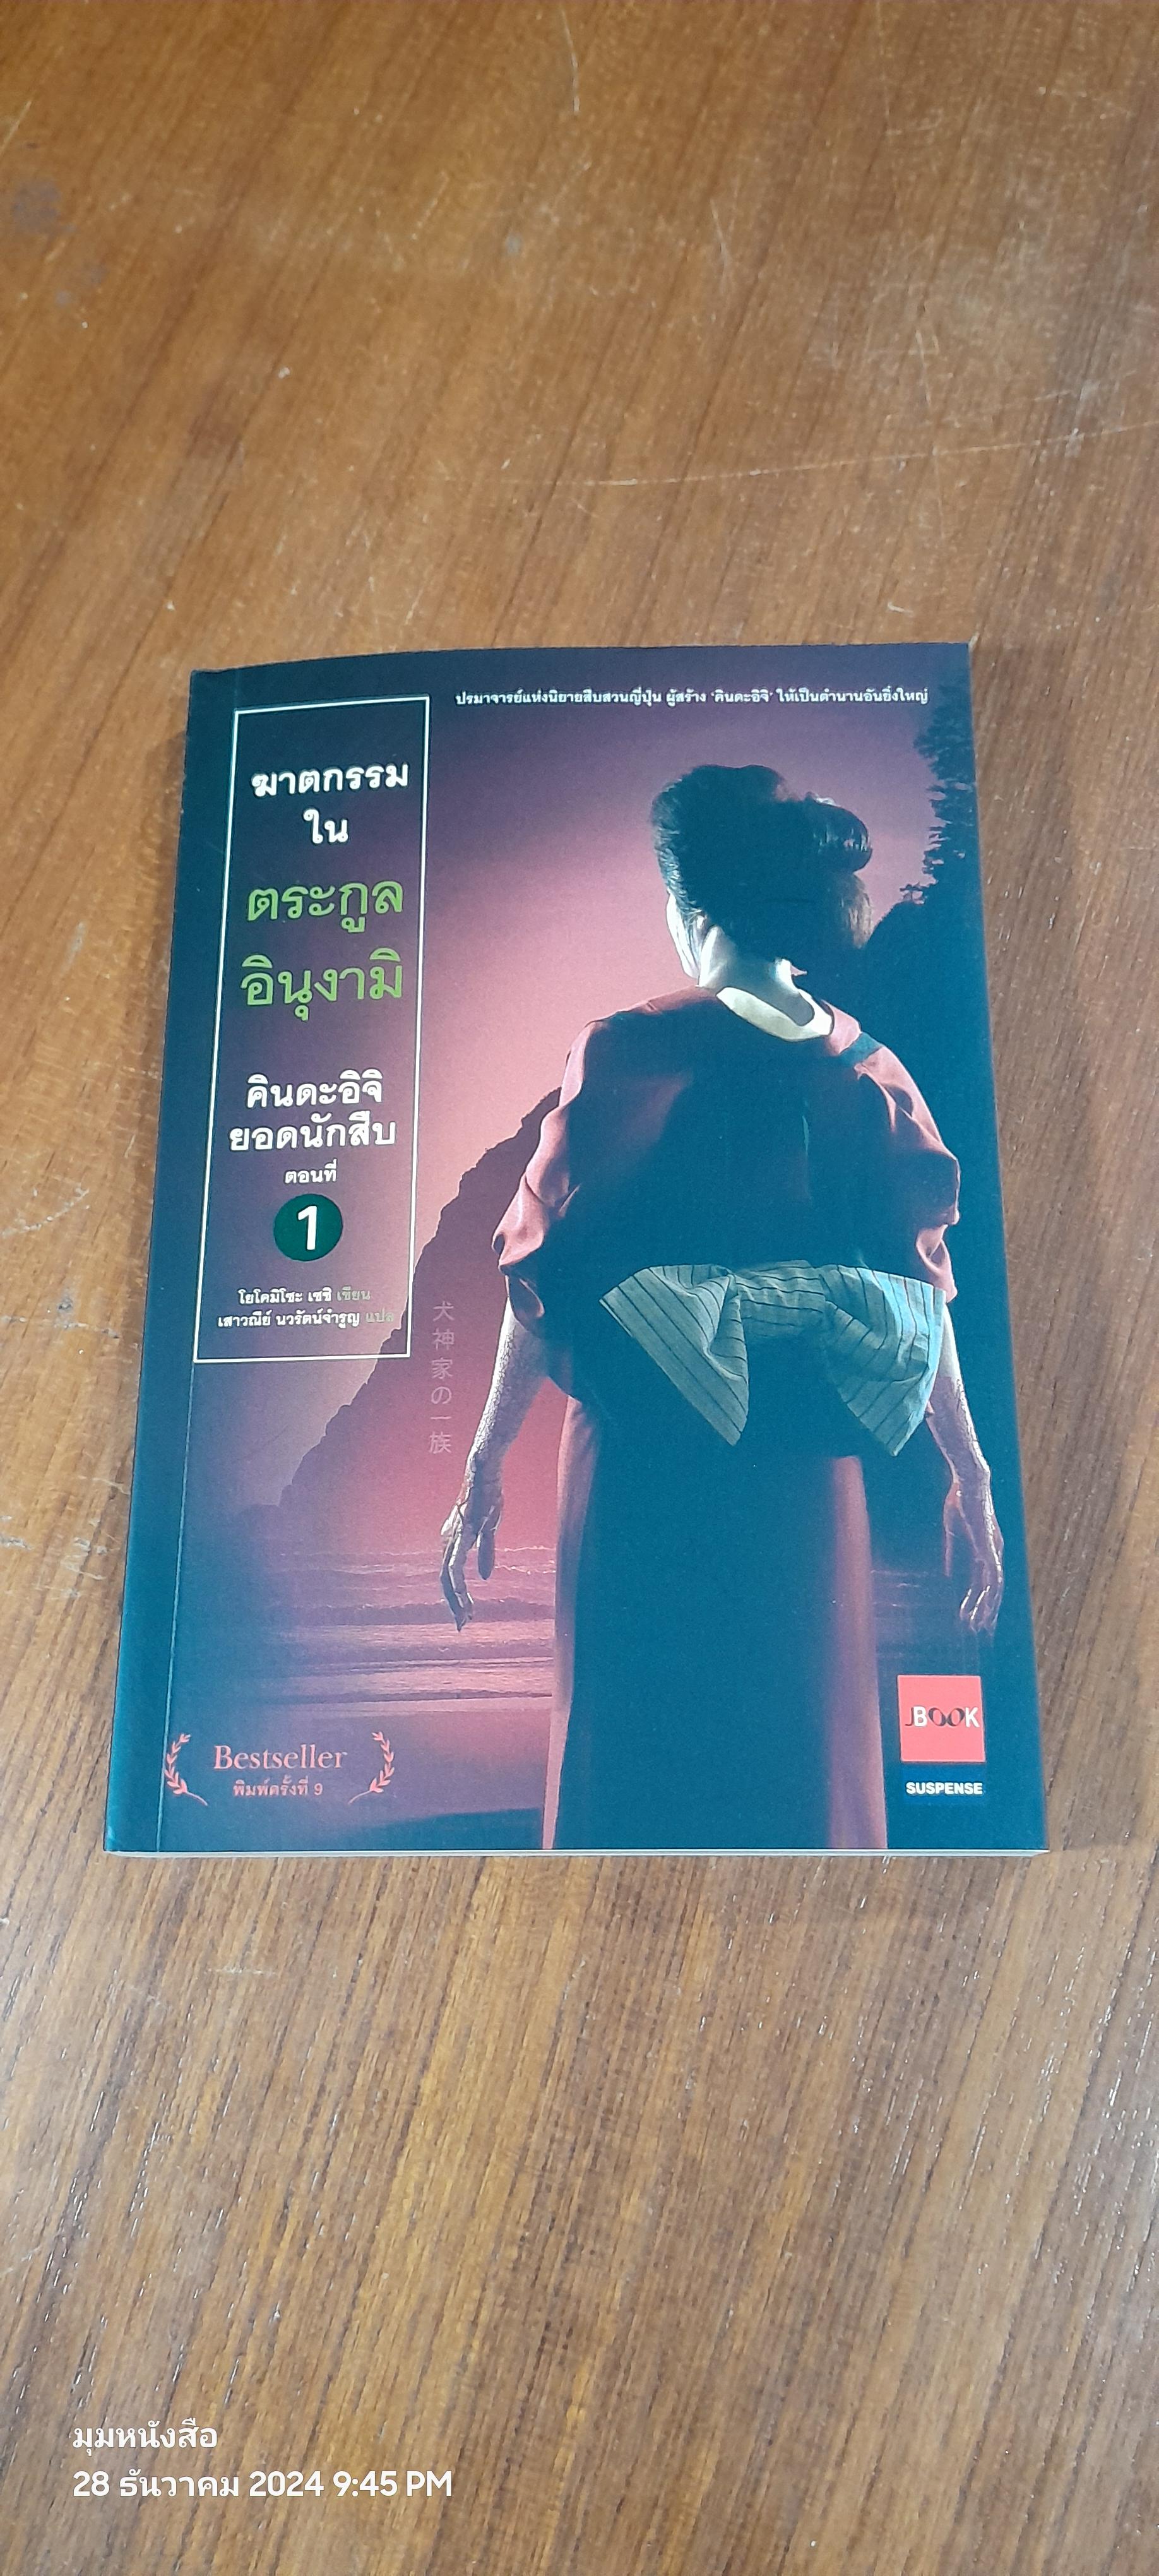 ปรมาจารย์แห่งนิยายสืบสวนญี่ปุ่น ผู้สร้าง 'คินดะอิจิ' ให้เป็นตำนานอันยิ่งใหญ่
ฆาตกรรม
ใน
ตระกูล
อินุงามิ
คินดะอิจิ
ยอดนักสืบ
ตอนที่
1
โยโคมิโซะ เซชิ เขียน
เสาวณีย์ นวรัตน์จำรูญ แปล
犬神家の一族
Bestseller
พิมพ์ครั้งที่ 9
JBOOK
SUSPENSE
มุมหนังสือ
28 ธันวาคม 2024 9:45 PM